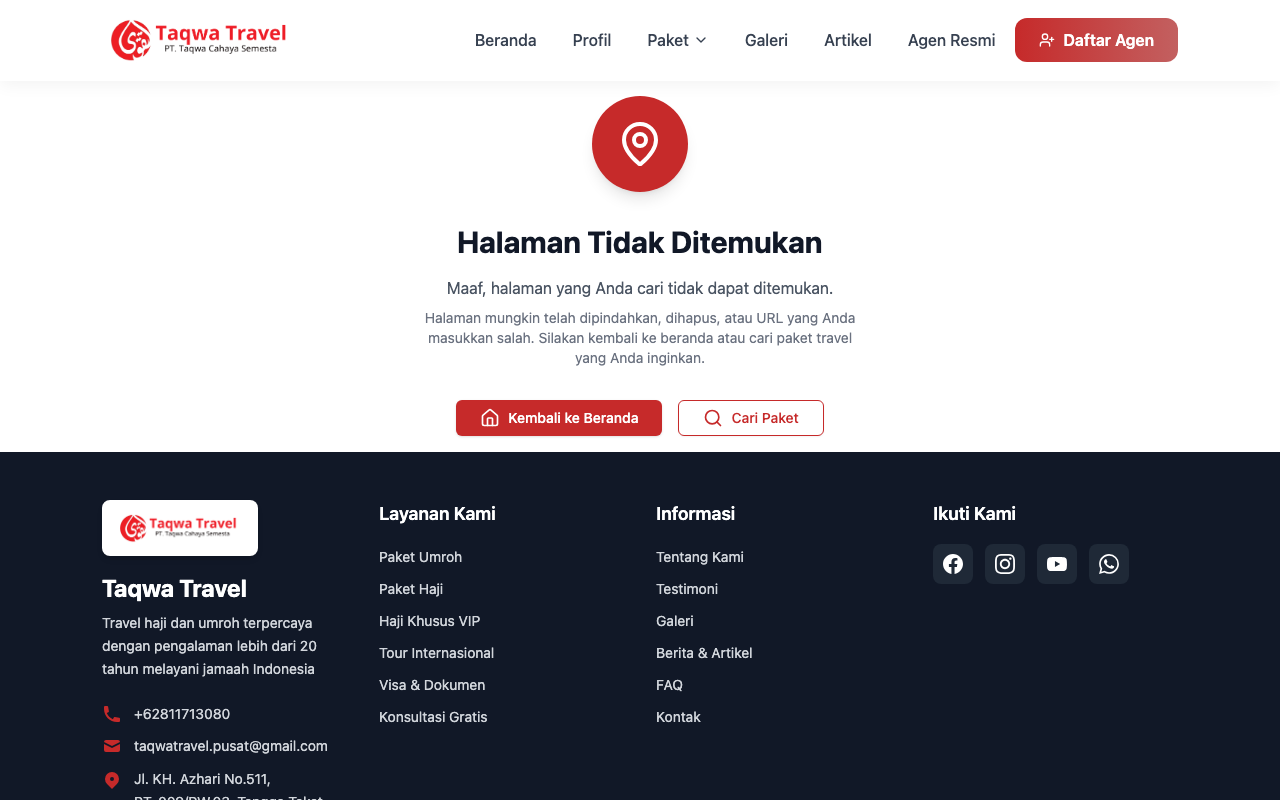 Taqwa Travel
PT. Taqwa Cahaya Semesta
Beranda
Profil
Paket
Galeri
Artikel
Agen Resmi
Daftar Agen
Halaman Tidak Ditemukan
Maaf, halaman yang Anda cari tidak dapat ditemukan.
Halaman mungkin telah dipindahkan, dihapus, atau URL yang Anda
masukkan salah. Silakan kembali ke beranda atau cari paket travel
yang Anda inginkan.
Kembali ke Beranda
Cari Paket
Taqwa Travel
PT. Taqwa Cahaya Semesta
Taqwa Travel
Travel haji dan umroh terpercaya
dengan pengalaman lebih dari 20
tahun melayani jamaah Indonesia
+62811713080
taqwatravel.pusat@gmail.com
Jl. KH. Azhari No.511,
Layanan Kami
Paket Umroh
Paket Haji
Haji Khusus VIP
Tour Internasional
Visa & Dokumen
Konsultasi Gratis
Informasi
Tentang Kami
Testimoni
Galeri
Berita & Artikel
FAQ
Kontak
Ikuti Kami